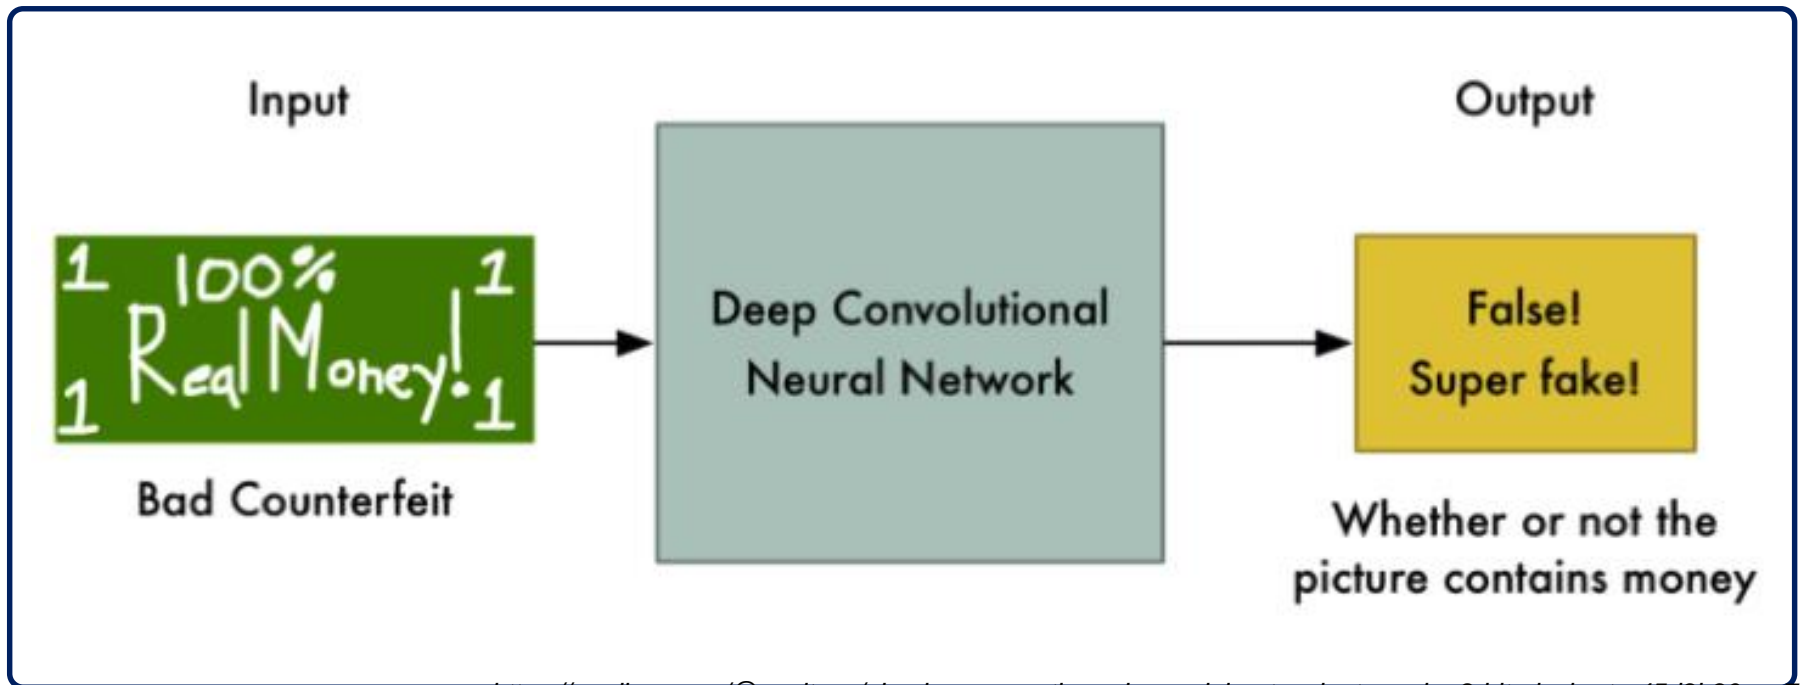 Input
Output
1 100% 1
Real Money!
1 1
Bad Counterfeit
Deep Convolutional
Neural Network
False!
Super fake!
Whether or not the
picture contains money